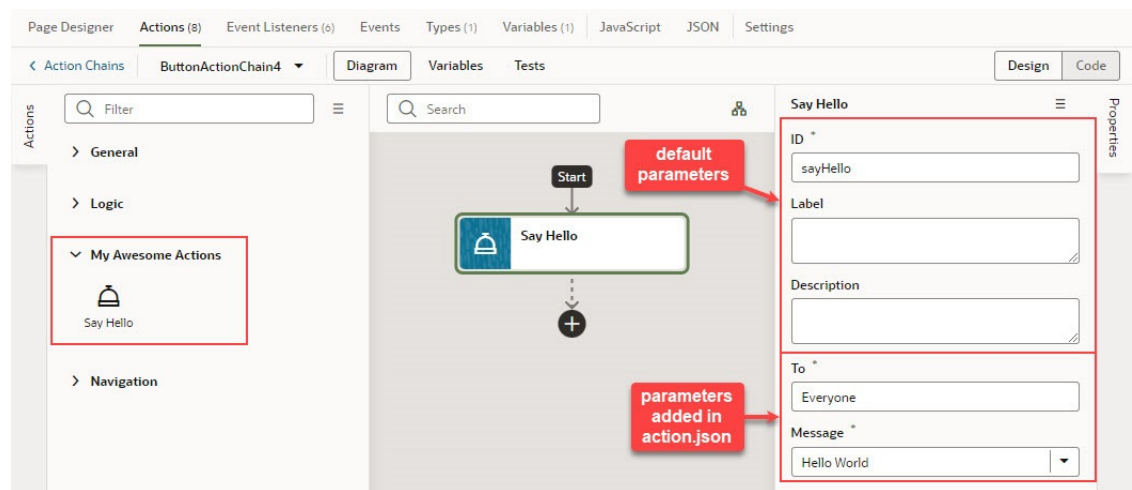 Page Designer Actions (8) Event Listeners (6) Events Types (1) Variables (1) JavaScript JSON Settings
Action Chains ButtonActionChain4 Diagram Variables Tests Design Code
Actions
Filter
General
Logic
My Awesome Actions
Say Hello
Navigation
Search
Start
Say Hello
default
parameters
parameters
added in
action.json
Say Hello
ID *
sayHello
Label
Description
To *
Everyone
Message *
Hello World
Properties